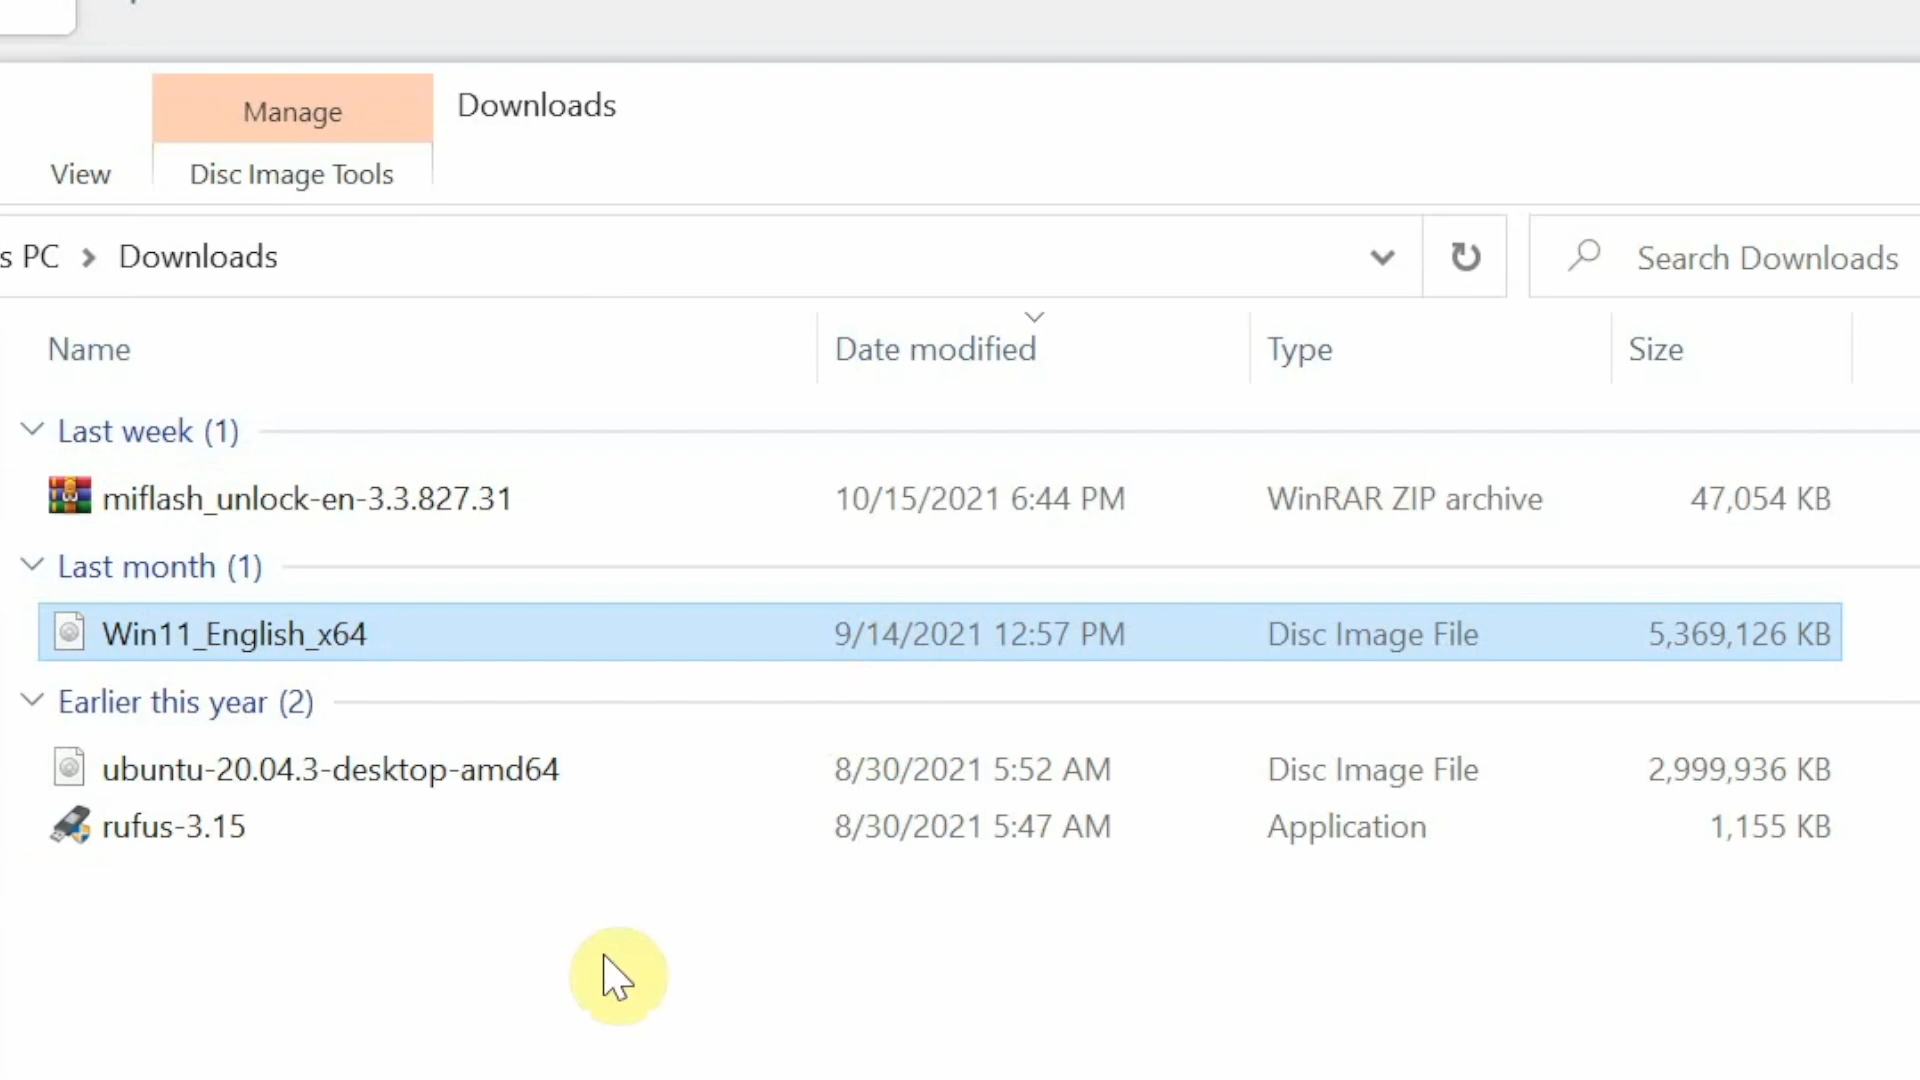 Manage
Downloads
View
Disc Image Tools
s PC
Downloads
Search Downloads
Name
Date modified
Type
Size
Last week (1)
miflash_unlock-en-3.3.827.31 10/15/2021 6:44 PM WinRAR ZIP archive 47,054 KB
Last month (1)
Win11_English_x64 9/14/2021 12:57 PM Disc Image File 5,369,126 KB
Earlier this year (2)
ubuntu-20.04.3-desktop-amd64 8/30/2021 5:52 AM Disc Image File 2,999,936 KB
rufus-3.15 8/30/2021 5:47 AM Application 1,155 KB